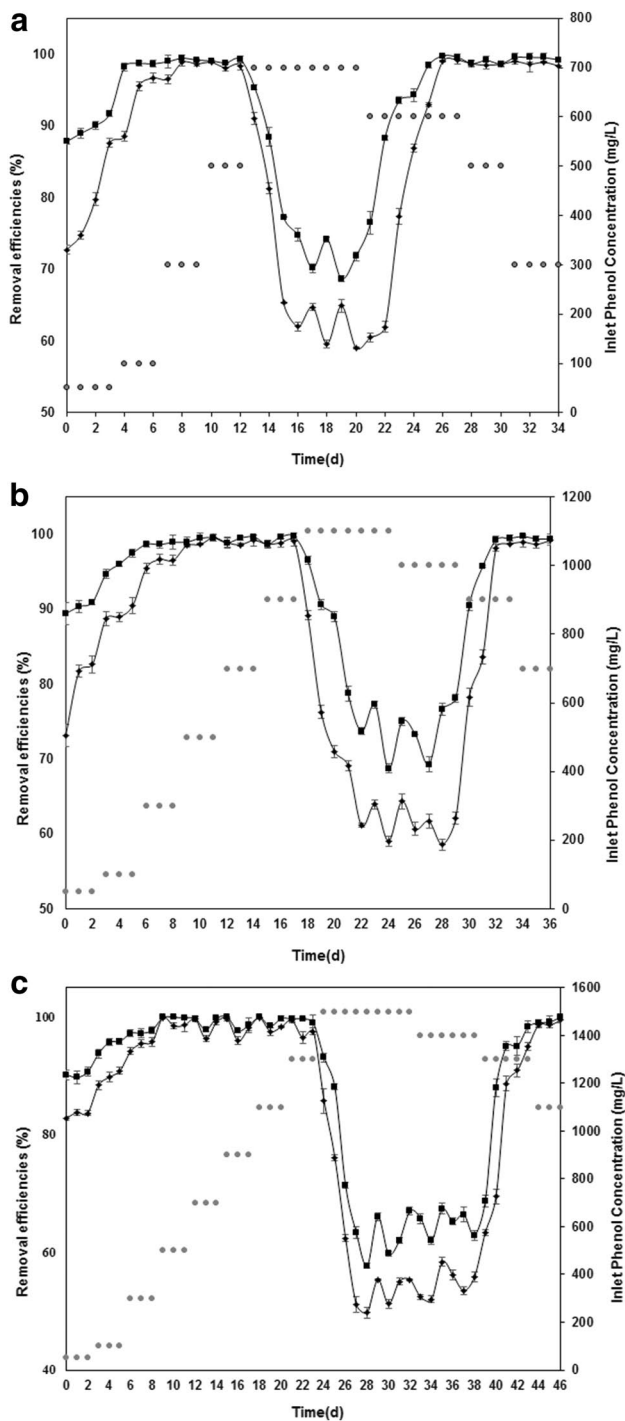 a
100
90
80
70
60
50
Removal efficiencies (%)
800
700
600
500
400
300
200
100
0
Inlet Phenol Concentration (mg/L)
0 2 4 6 8 10 12 14 16 18 20 22 24 26 28 30 32 34
Time(d)
b
100
90
80
70
60
50
Removal efficiencies (%)
1200
1000
800
600
400
200
0
Inlet Phenol Concentration (mg/L)
0 2 4 6 8 10 12 14 16 18 20 22 24 26 28 30 32 34 36
Time(d)
c
100
80
60
40
Removal efficiencies (%)
1600
1400
1200
1000
800
600
400
200
0
Inlet Phenol Concentration (mg/L)
0 2 4 6 8 10 12 14 16 18 20 22 24 26 28 30 32 34 36 38 40 42 44 46
Time(d)